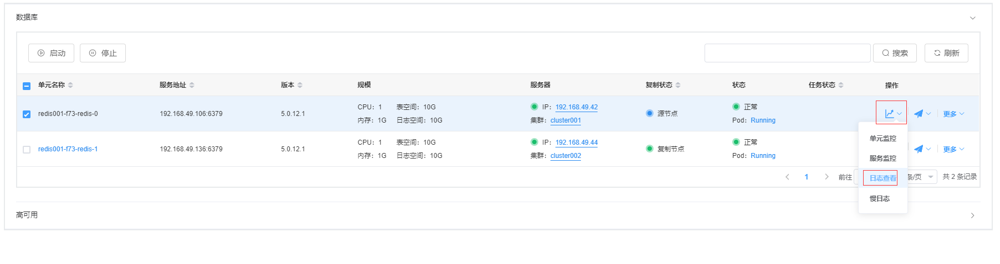 数据库
启动 停止 搜索 刷新
单元名称 服务地址 版本 规模 服务器 复制状态 状态 任务状态 操作
redis001-f73-redis-0 192.168.49.106:6379 5.0.12.1 CPU：1 表空间：10G IP：192.168.49.42 源节点 正常 更多
内存：1G 日志空间：10G 集群：cluster001 Pod：Running
redis001-f73-redis-1 192.168.49.136:6379 5.0.12.1 CPU：1 表空间：10G IP：192.168.49.44 复制节点 正常 更多
内存：1G 日志空间：10G 集群：cluster002 Pod：Running
单元监控
服务监控
日志查看
慢日志
1 前往 条/页 共 2 条记录
高可用